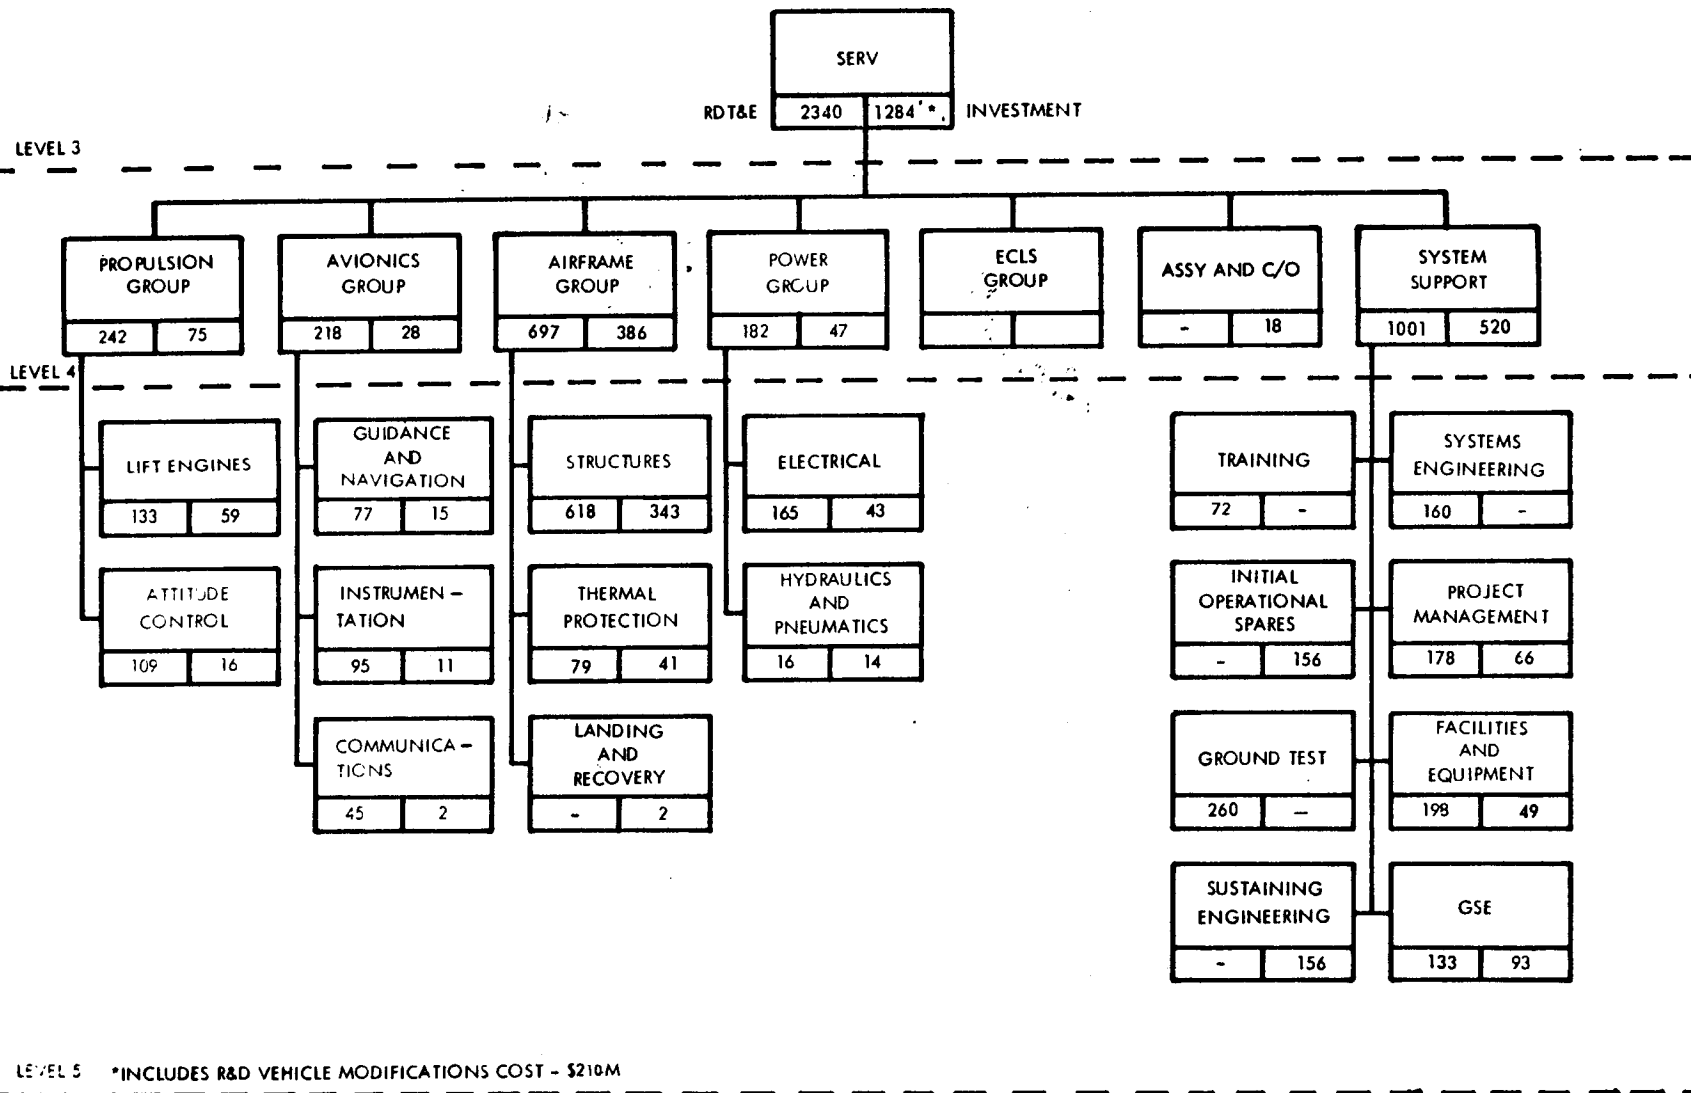 SERV
RDT&E 2340 1284* INVESTMENT
LEVEL 3
PROPULSION
GROUP
242 75
AVIONICS
GROUP
218 28
AIRFRAME
GROUP
697 386
POWER
GROUP
182 47
ECLS
GROUP
ASSY AND C/O
- 18
SYSTEM
SUPPORT
1001 520
LEVEL 4
LIFT ENGINES
133 59
ATTITUDE
CONTROL
109 16
GUIDANCE
AND
NAVIGATION
77 15
INSTRUMEN-
TATION
95 11
COMMUNICA-
TIONS
45 2
STRUCTURES
618 343
THERMAL
PROTECTION
79 41
LANDING
AND
RECOVERY
- 2
ELECTRICAL
165 43
HYDRAULICS
AND
PNEUMATICS
16 14
TRAINING
72 -
SYSTEMS
ENGINEERING
160 -
INITIAL
OPERATIONAL
SPARES
- 156
PROJECT
MANAGEMENT
178 66
GROUND TEST
260 -
FACILITIES
AND
EQUIPMENT
198 49
SUSTAINING
ENGINEERING
- 156
GSE
133 93
LEVEL 5 *INCLUDES R&D VEHICLE MODIFICATIONS COST - $210M